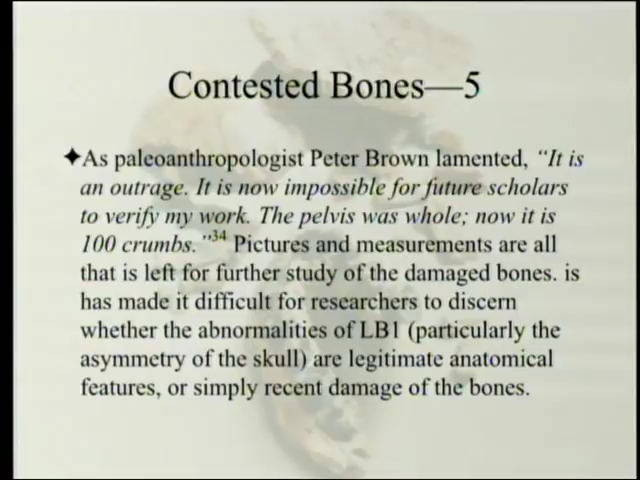 Contested Bones—5
✦As paleoanthropologist Peter Brown lamented, “It is
an outrage. It is now impossible for future scholars
to verify my work. The pelvis was whole; now it is
100 crumbs.”34 Pictures and measurements are all
that is left for further study of the damaged bones. is
has made it difficult for researchers to discern
whether the abnormalities of LB1 (particularly the
asymmetry of the skull) are legitimate anatomical
features, or simply recent damage of the bones.